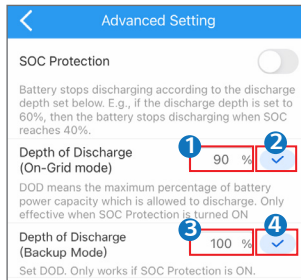 Advanced Setting
SOC Protection
Battery stops discharging according to the discharge
depth set below. E.g., if the discharge depth is set to
60%, then the battery stops discharging when SOC
reaches 40%.
1 2
Depth of Discharge
(On-Grid mode) 90 %
DOD means the maximum percentage of battery
power capacity which is allowed to discharge. Only
effective when SOC Protection is turned ON
3 4
Depth of Discharge
(Backup Mode) 100 %
Set DOD. Only works if SOC Protection is ON.